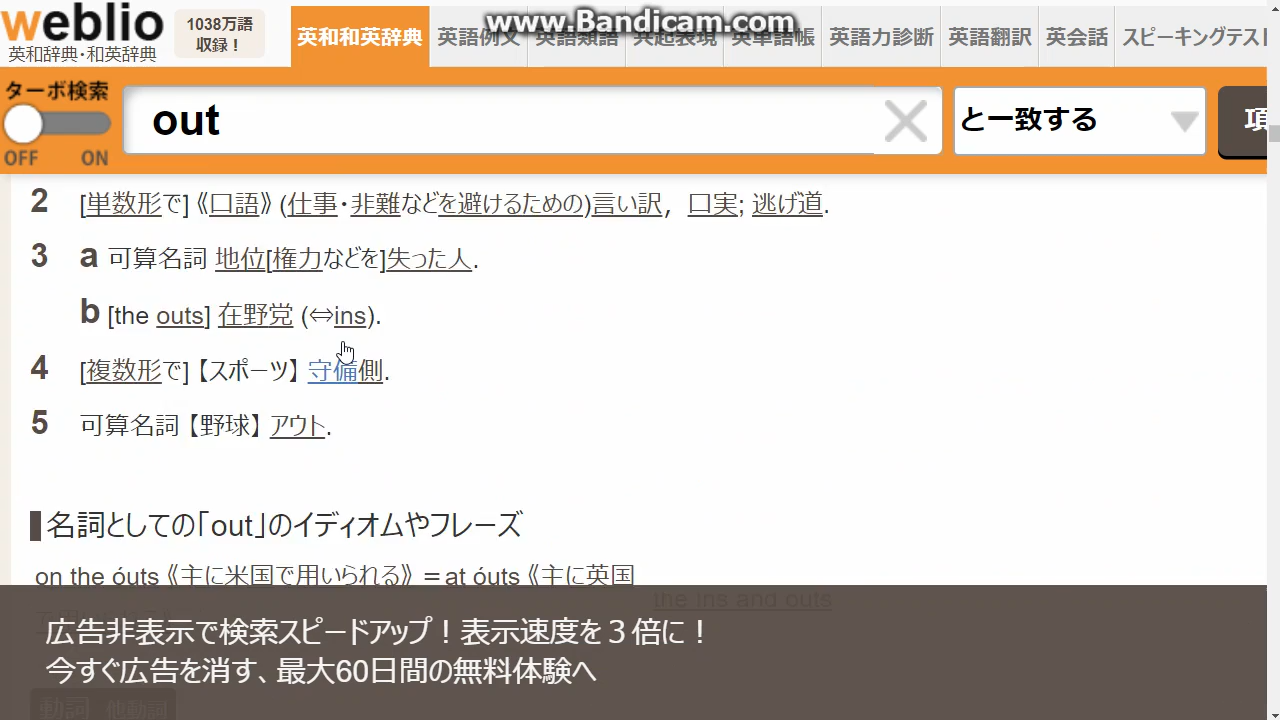 weblio
英和辞典・和英辞典
1038万語
収録！
英和和英辞典 英語例文 英語類語 共起表現 英単語帳 英語力診断 英語翻訳 英会話 スピーキングテスト
www.Bandicam.com
ターボ検索
OFF ON
out
と一致する
項
2 [単数形で]《口語》(仕事・非難などを避けるための)言い訳，口実; 逃げ道.
3 a 可算名詞 地位[権力などを]失った人.
b [the outs] 在野党 (⇔ins).
4 [複数形で]【スポーツ】守備側.
5 可算名詞【野球】アウト.
名詞としての「out」のイディオムやフレーズ
on the óuts《主に米国で用いられる》＝at óuts《主に英国
the ins and outs
広告非表示で検索スピードアップ！表示速度を３倍に！
今すぐ広告を消す、最大60日間の無料体験へ
動詞 他動詞